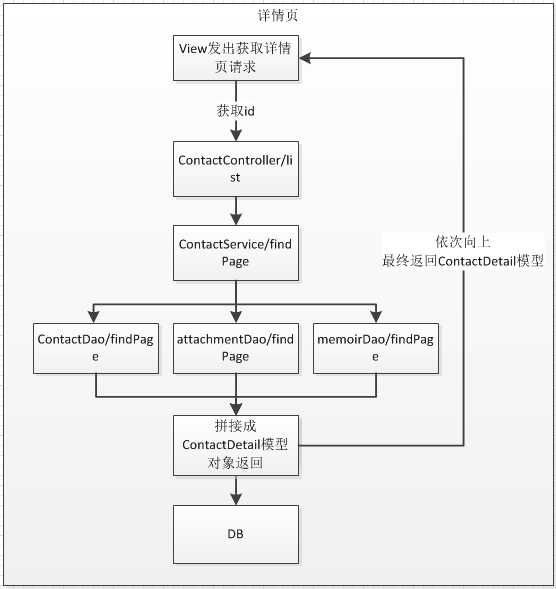 详情页
View发出获取详情
页请求
获取id
ContactController/li
st
ContactService/find
Page
依次向上
最终返回ContactDetail模型
ContactDao/findPag
e
attachmentDao/find
Page
memoirDao/findPag
e
拼接成
ContactDetail模型
对象返回
DB